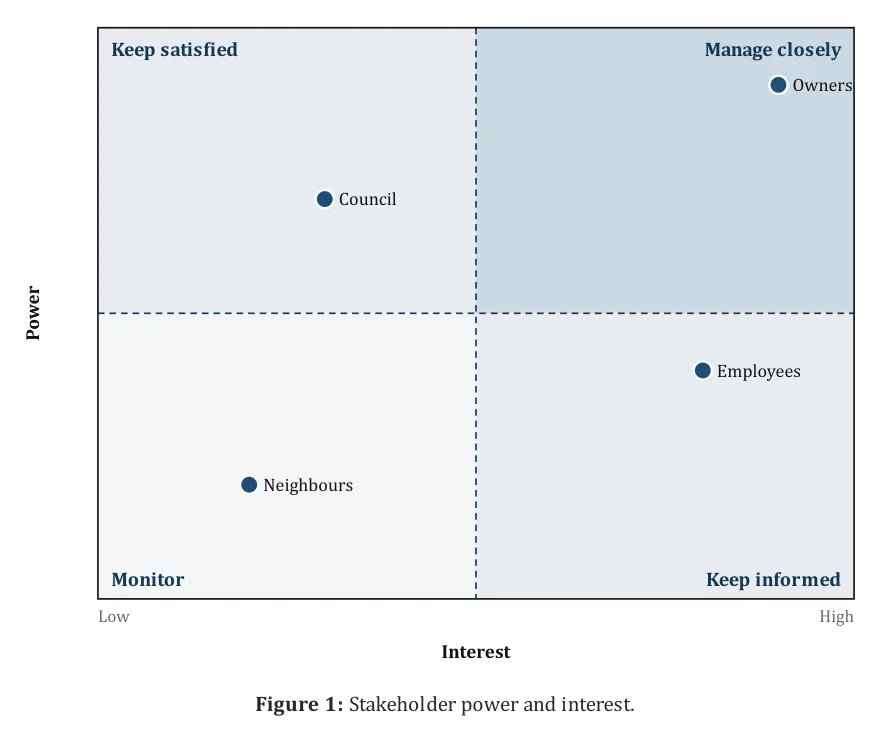 Keep satisfied
Manage closely
Owners
Council
Power
Employees
Neighbours
Monitor
Keep informed
Low
High
Interest
Figure 1: Stakeholder power and interest.